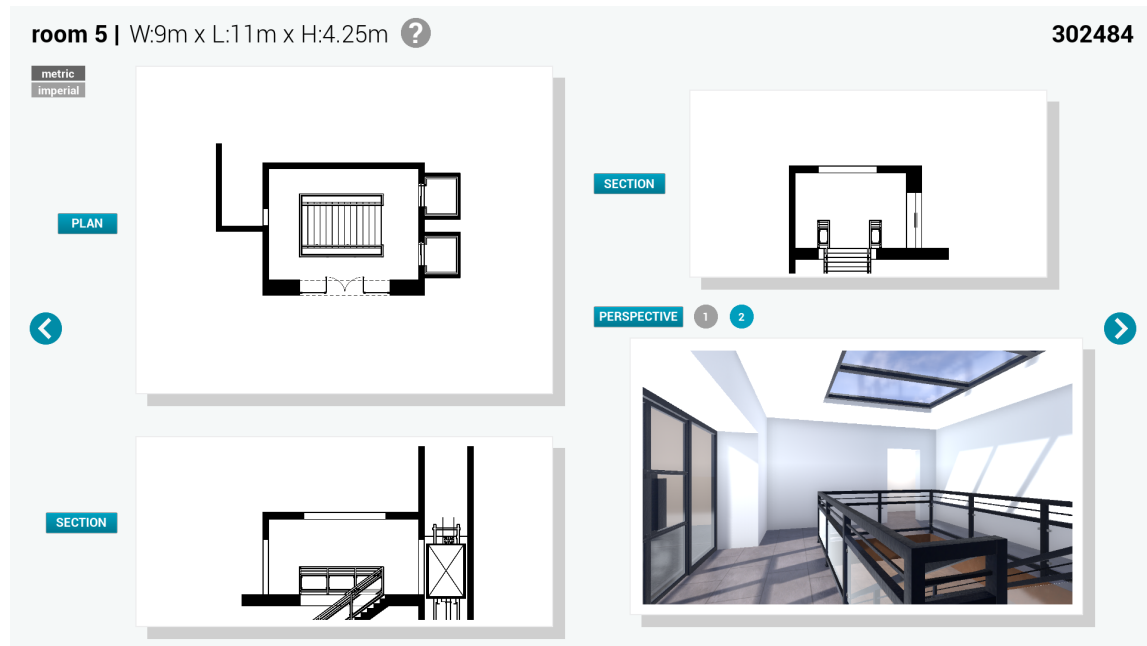 room 5 | W:9m x L:11m x H:4.25m ?
302484
metric
imperial
PLAN
SECTION
PERSPECTIVE 1 2
SECTION